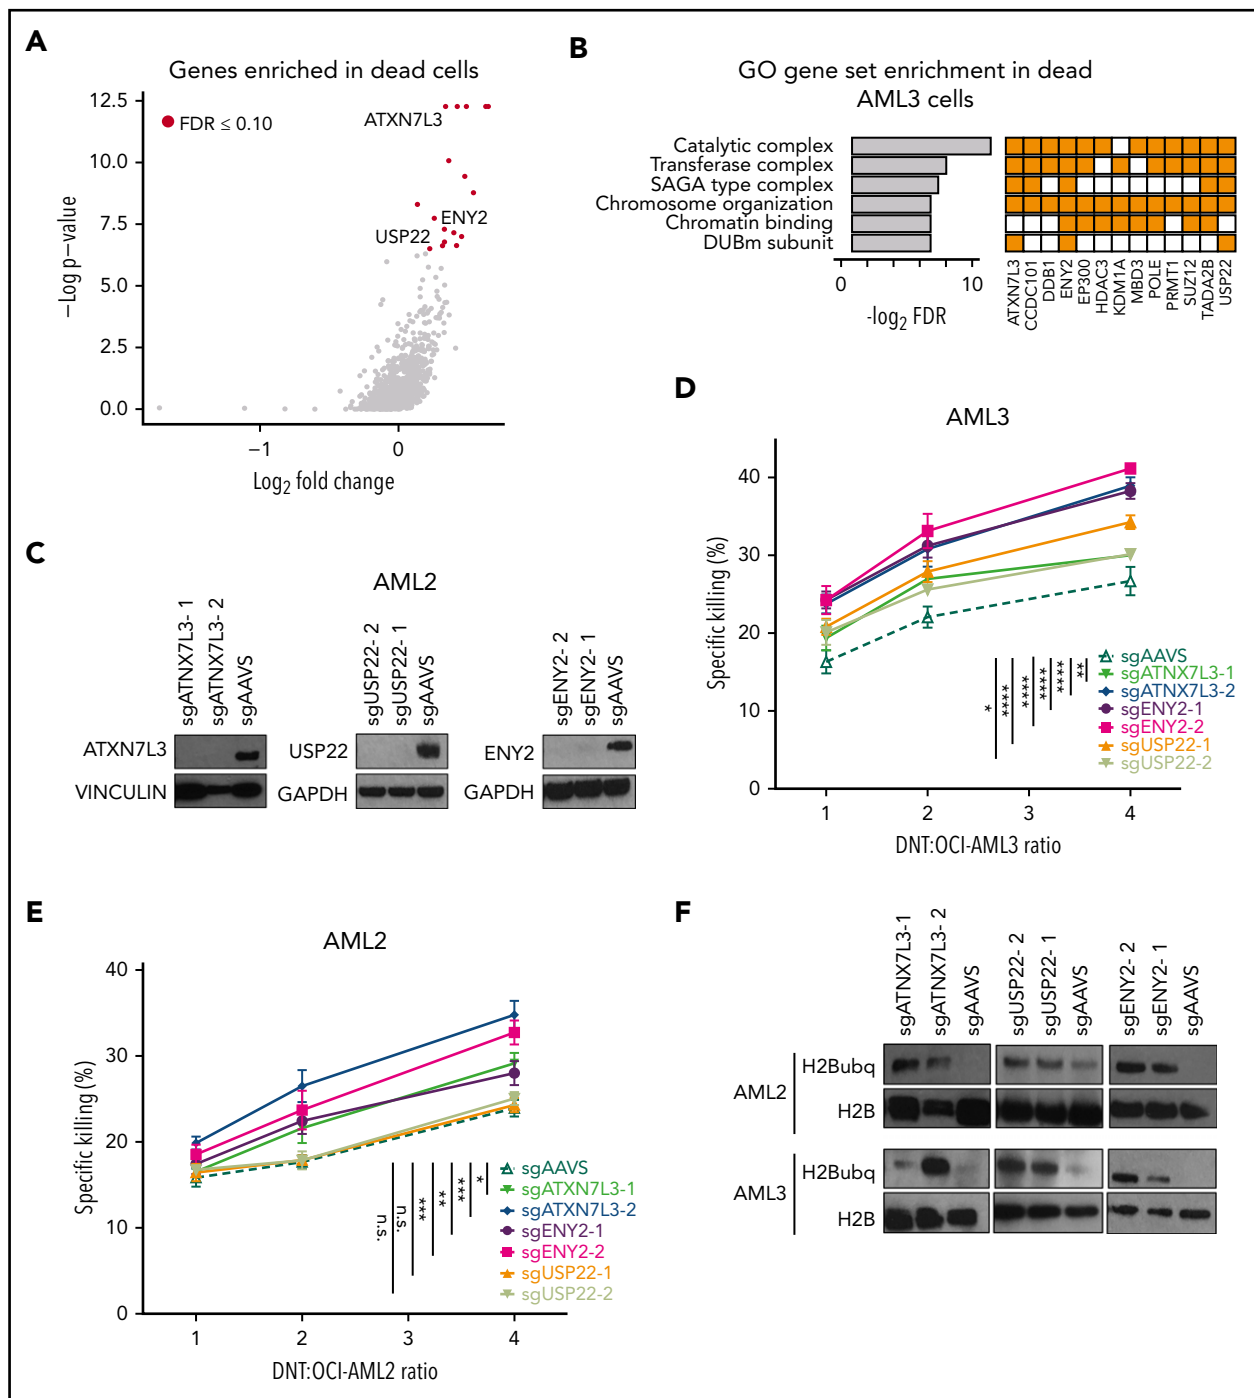 A
Genes enriched in dead cells
12.5
10.0
7.5
5.0
2.5
0.0
−Log p−value
FDR ≤ 0.10
ATXN7L3
ENY2
USP22
−1
0
Log2 fold change
B
GO gene set enrichment in dead
AML3 cells
Catalytic complex
Transferase complex
SAGA type complex
Chromosome organization
Chromatin binding
DUBm subunit
0
10
-log2 FDR
ATXN7L3
CCDC101
DDB1
ENY2
EP300
HDAC3
KDM1A
MBD3
POLE
PRMT1
SUZ12
TADA2B
USP22
C
AML2
sgATNX7L3- 1
sgATNX7L3- 2
sgAAVS
ATXN7L3
VINCULIN
sgUSP22- 2
sgUSP22- 1
sgAAVS
USP22
GAPDH
sgENY2- 2
sgENY2- 1
sgAAVS
ENY2
GAPDH
D
AML3
40
30
20
10
0
Specific killing (%)
1
2
3
4
DNT:OCI-AML3 ratio
sgAAVS
sgATNX7L3-1
sgATNX7L3-2
sgENY2-1
sgENY2-2
sgUSP22-1
sgUSP22-2
*
****
****
****
****
**
E
AML2
40
30
20
10
0
Specific killing (%)
1
2
3
4
DNT:OCI-AML2 ratio
sgAAVS
sgATXN7L3-1
sgATXN7L3-2
sgENY2-1
sgENY2-2
sgUSP22-1
sgUSP22-2
n.s.
n.s.
***
**
***
*
F
sgATNX7L3-1
sgATNX7L3- 2
sgAAVS
sgUSP22- 2
sgUSP22- 1
sgAAVS
sgENY2- 2
sgENY2- 1
sgAAVS
AML2
H2Bubq
H2B
AML3
H2Bubq
H2B